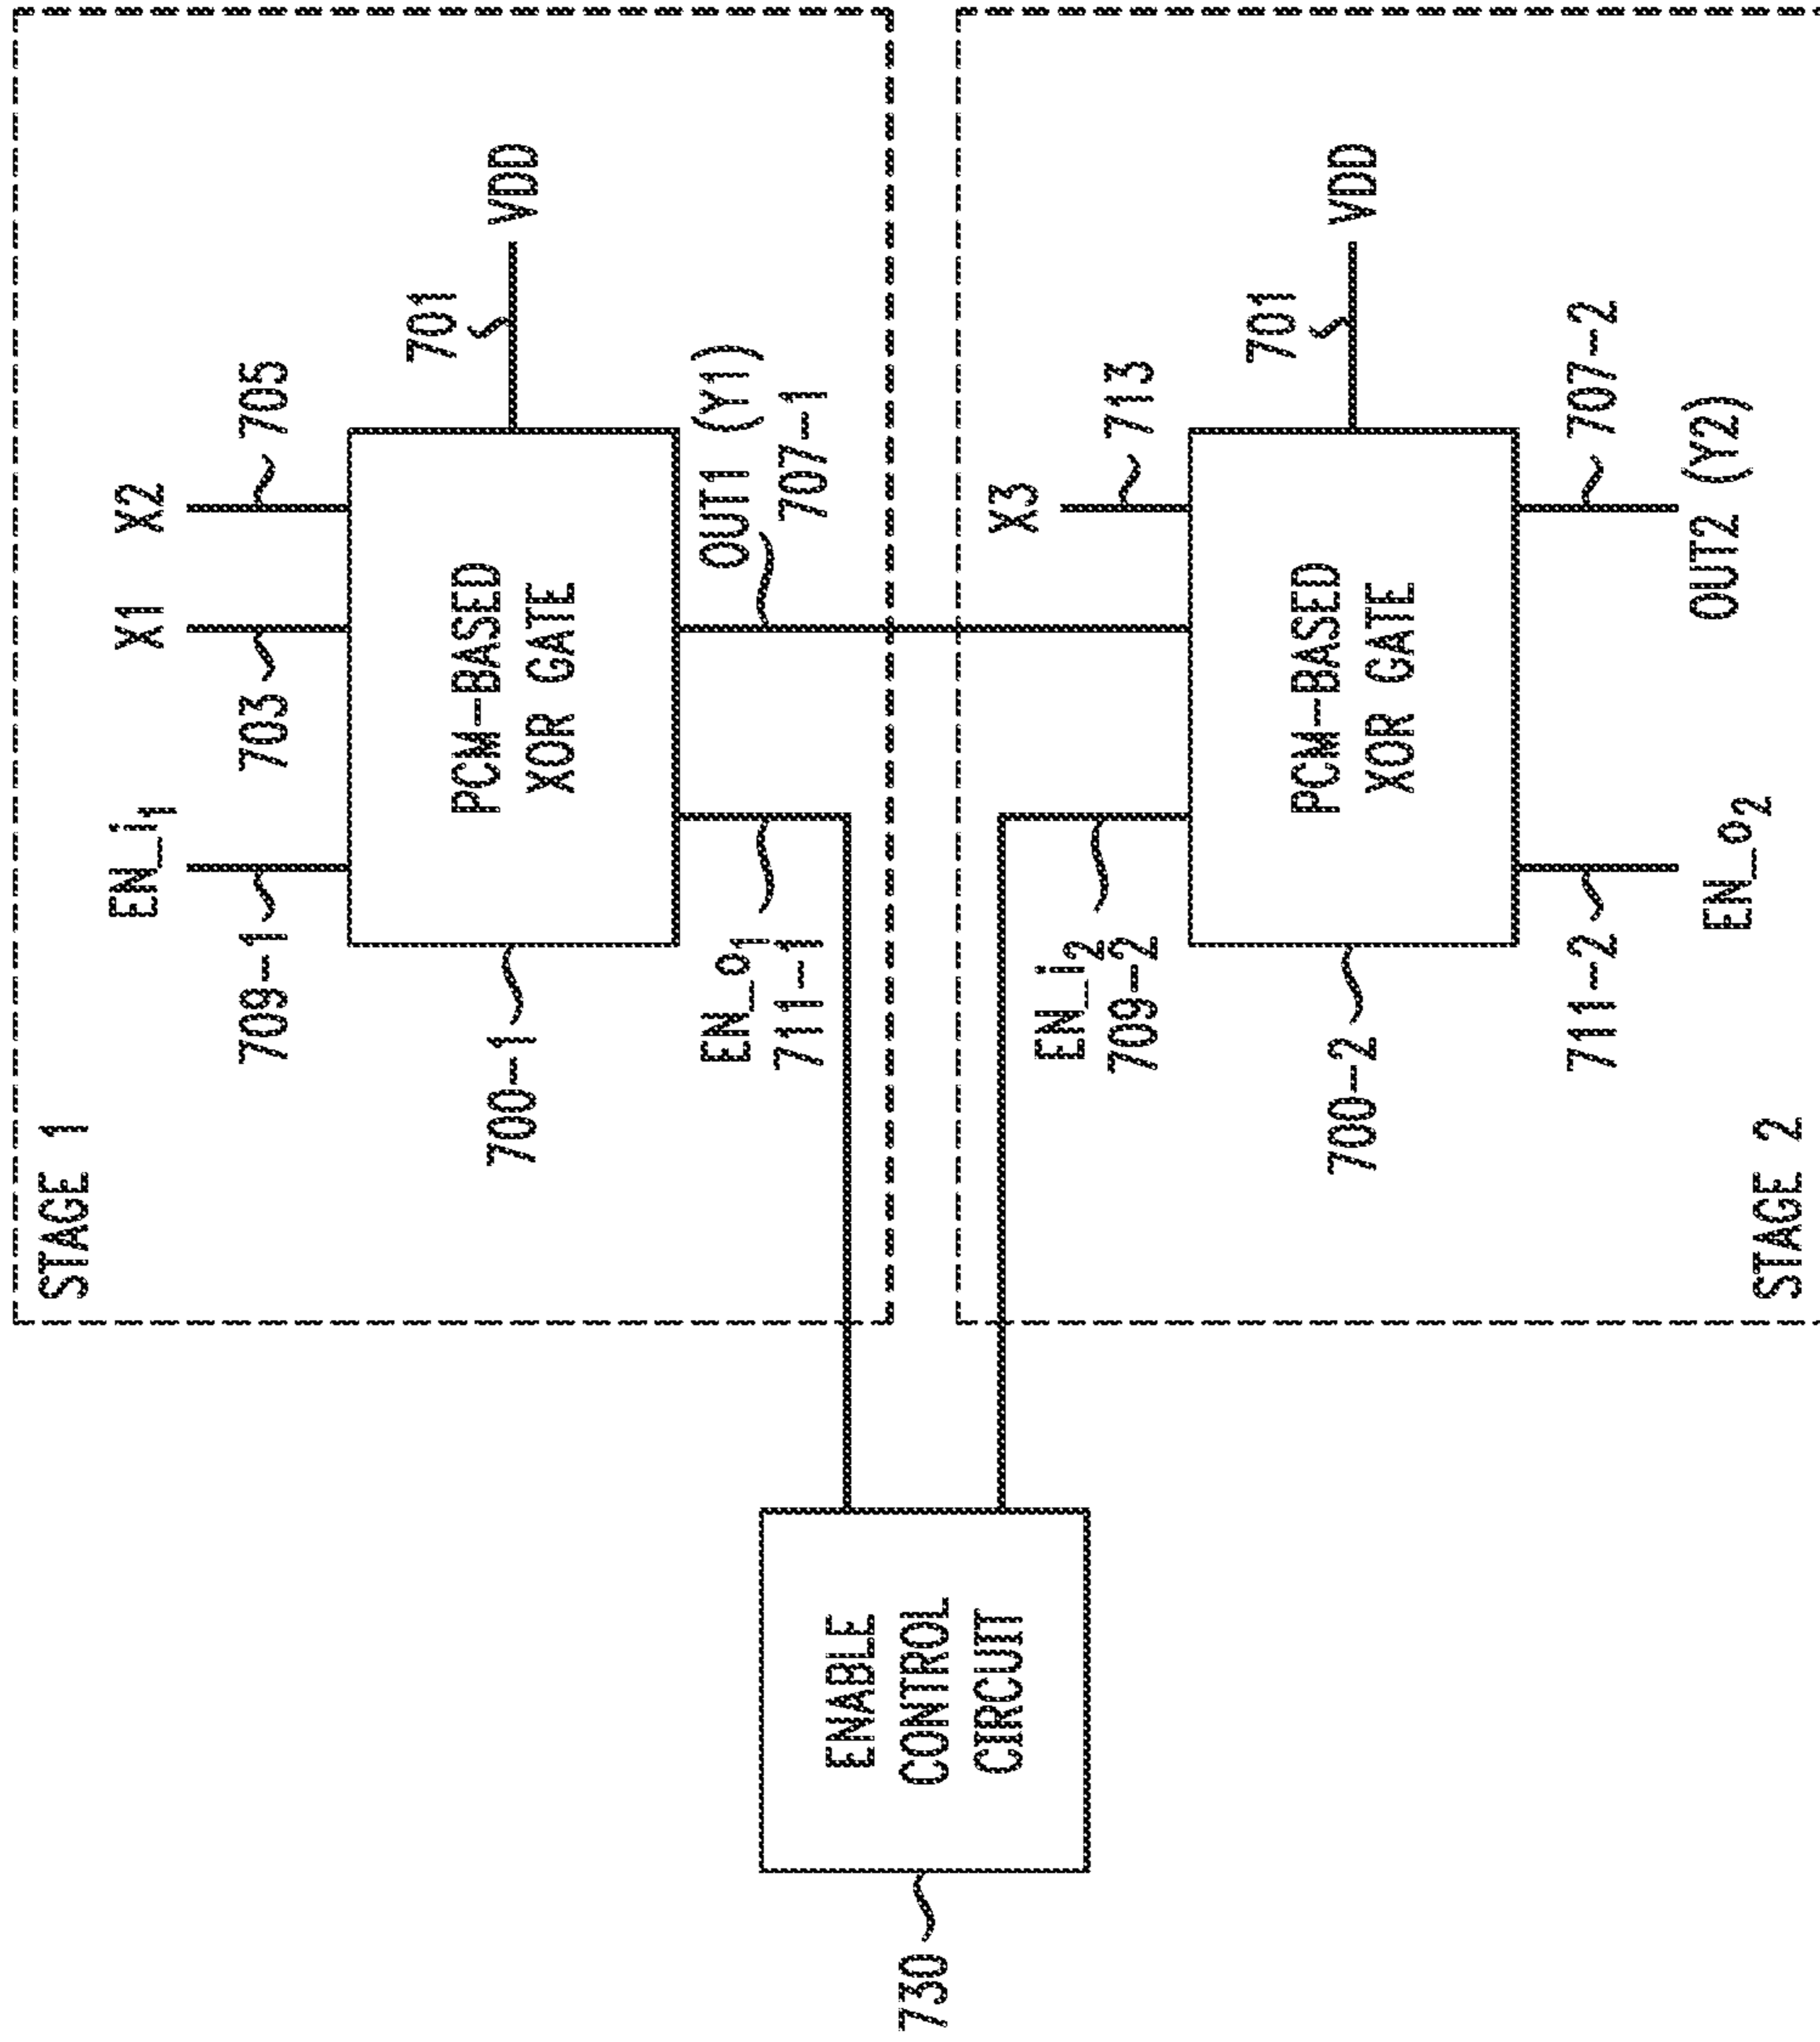 STAGE 1
EN_i1
X1
X2
709-1
703
705
PCM-BASED
XOR GATE
700-1
701
VDD
EN_o1
711-1
OUT1 (Y1)
707-1
730
ENABLE
CONTROL
CIRCUIT
EN_i2
709-2
X3
713
PCM-BASED
XOR GATE
700-2
701
VDD
711-2
707-2
EN_o2
OUT2 (Y2)
STAGE 2